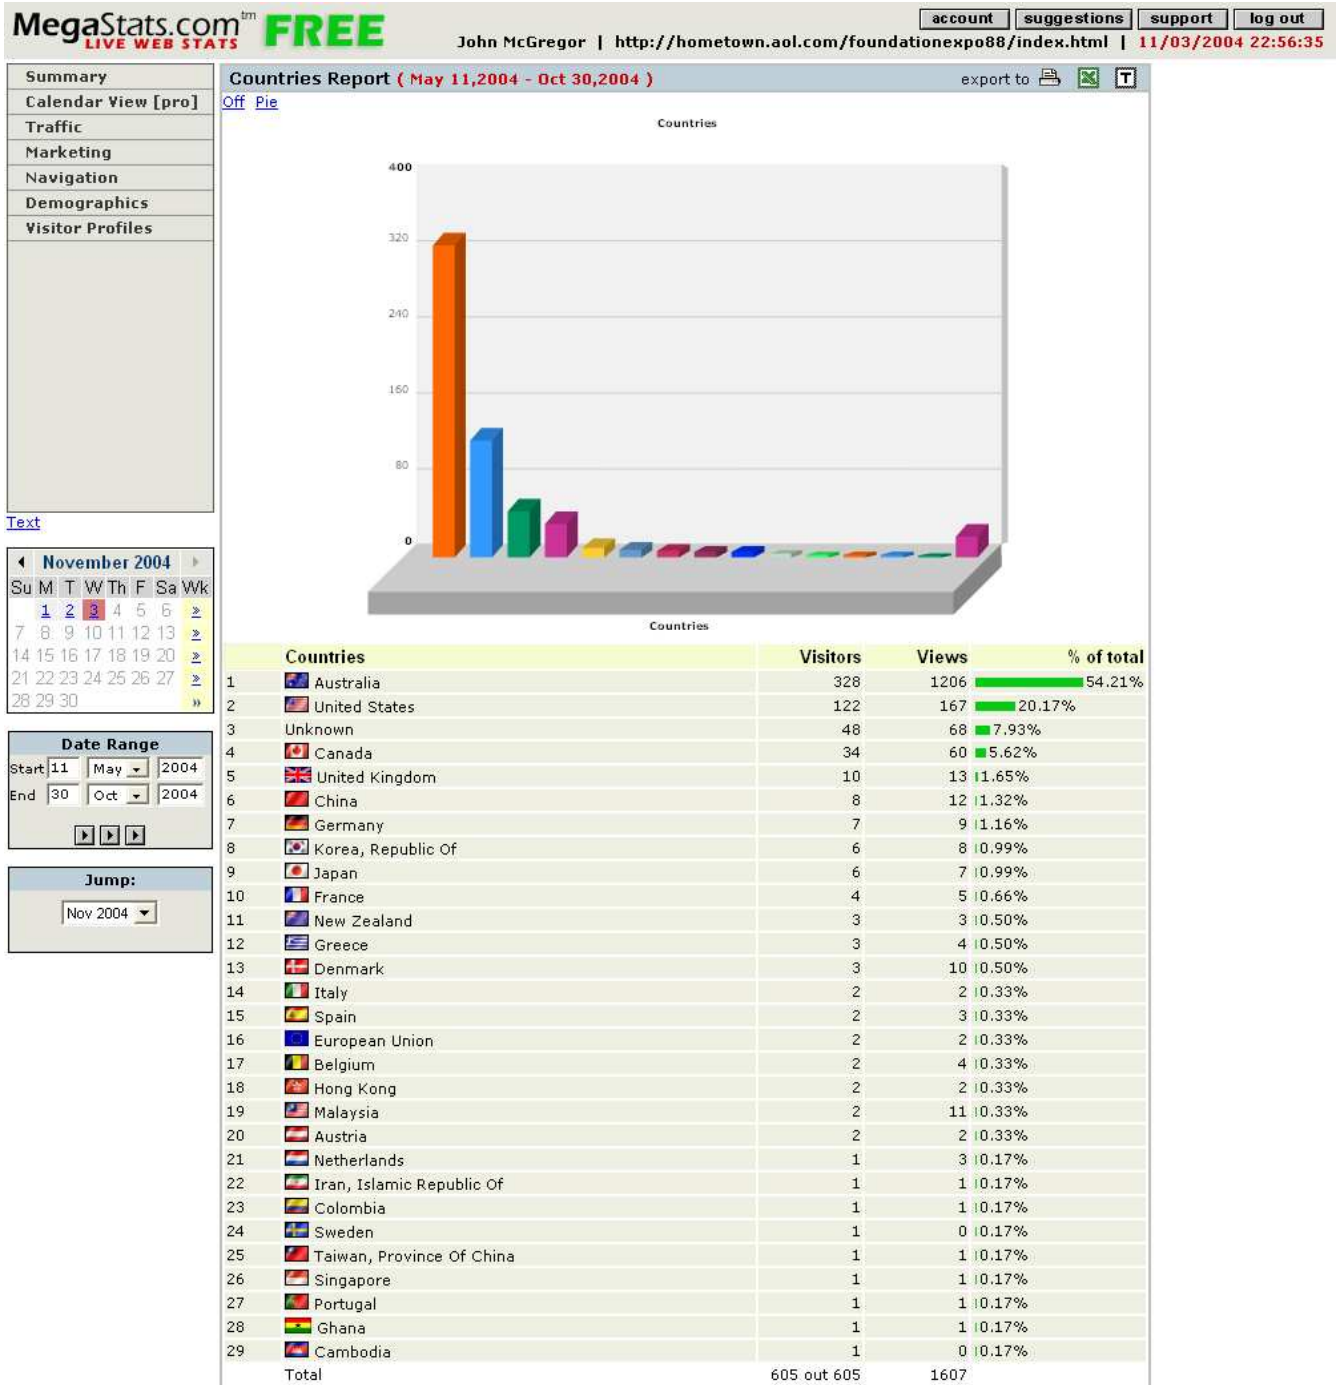 MegaStats.com™ FREE
LIVE WEB STATS
account suggestions support log out
John McGregor | http://hometown.aol.com/foundationexpo88/index.html | 11/03/2004 22:56:35
Summary
Calendar View [pro]
Traffic
Marketing
Navigation
Demographics
Visitor Profiles
Text
November 2004
Su M T W Th F Sa Wk
1 2 3 4 5 6 »
7 8 9 10 11 12 13 »
14 15 16 17 18 19 20 »
21 22 23 24 25 26 27 »
28 29 30 »
Date Range
Start 11 May 2004
End 30 Oct 2004
Jump:
Nov 2004
Countries Report ( May 11,2004 - Oct 30,2004 ) export to T
Off Pie
Countries
400
320
240
160
80
0
Countries
Countries Visitors Views % of total
1 Australia 328 1206 54.21%
2 United States 122 167 20.17%
3 Unknown 48 68 7.93%
4 Canada 34 60 5.62%
5 United Kingdom 10 13 1.65%
6 China 8 12 1.32%
7 Germany 7 9 1.16%
8 Korea, Republic Of 6 8 0.99%
9 Japan 6 7 0.99%
10 France 4 5 0.66%
11 New Zealand 3 3 0.50%
12 Greece 3 4 0.50%
13 Denmark 3 10 0.50%
14 Italy 2 2 0.33%
15 Spain 2 3 0.33%
16 European Union 2 2 0.33%
17 Belgium 2 4 0.33%
18 Hong Kong 2 2 0.33%
19 Malaysia 2 11 0.33%
20 Austria 2 2 0.33%
21 Netherlands 1 3 0.17%
22 Iran, Islamic Republic Of 1 1 0.17%
23 Colombia 1 1 0.17%
24 Sweden 1 0 0.17%
25 Taiwan, Province Of China 1 1 0.17%
26 Singapore 1 1 0.17%
27 Portugal 1 1 0.17%
28 Ghana 1 1 0.17%
29 Cambodia 1 0 0.17%
Total 605 out 605 1607